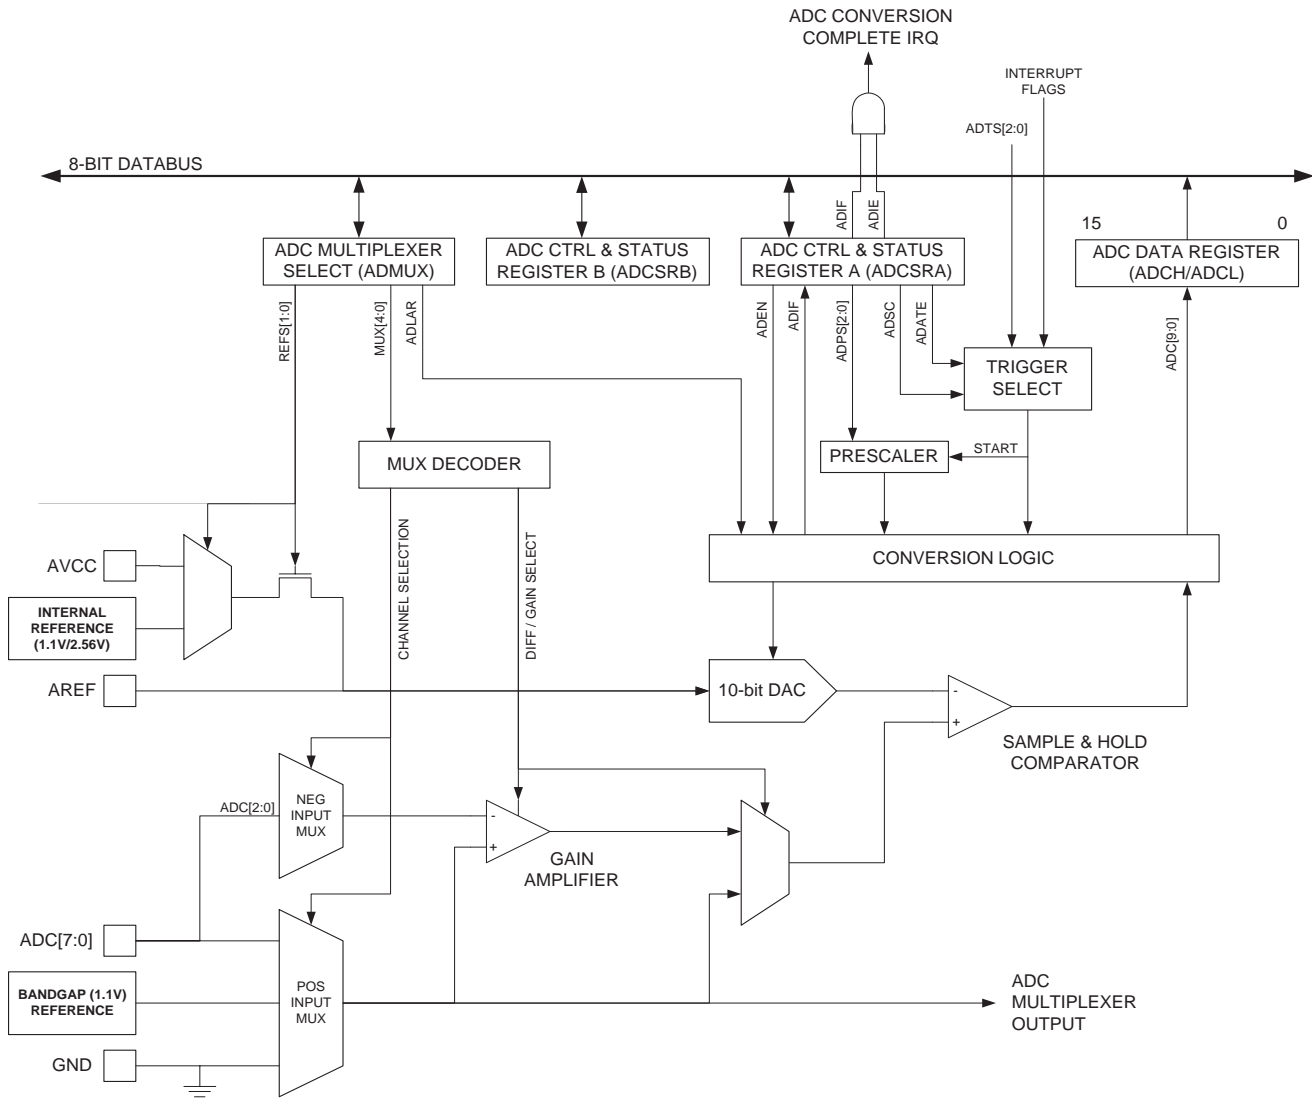 ADC CONVERSION
COMPLETE IRQ
INTERRUPT
FLAGS
ADTS[2:0]
8-BIT DATABUS
ADIF
ADIE
15
0
ADC MULTIPLEXER
SELECT (ADMUX)
ADC CTRL & STATUS
REGISTER B (ADCSRB)
ADC CTRL & STATUS
REGISTER A (ADCSRA)
ADC DATA REGISTER
(ADCH/ADCL)
REFS[1:0]
MUX[4:0]
ADLAR
ADEN
ADIF
ADPS[2:0]
ADSC
ADATE
ADC[9:0]
TRIGGER
SELECT
MUX DECODER
PRESCALER
START
CHANNEL SELECTION
DIFF / GAIN SELECT
CONVERSION LOGIC
AVCC
INTERNAL
REFERENCE
(1.1V/2.56V)
AREF
10-bit DAC
-
+
SAMPLE & HOLD
COMPARATOR
ADC[2:0]
NEG
INPUT
MUX
-
+
GAIN
AMPLIFIER
ADC[7:0]
BANDGAP (1.1V)
REFERENCE
POS
INPUT
MUX
ADC
MULTIPLEXER
OUTPUT
GND